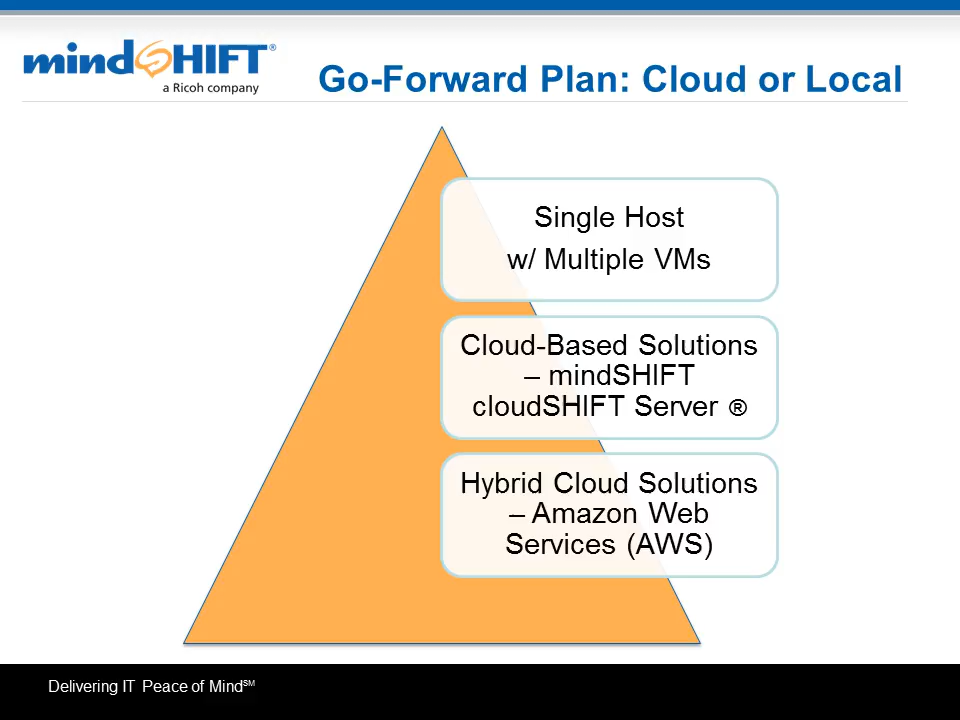 mindSHIFT®
a Ricoh company
Go-Forward Plan: Cloud or Local
Single Host
w/ Multiple VMs
Cloud-Based Solutions
– mindSHIFT
cloudSHIFT Server ®
Hybrid Cloud Solutions
– Amazon Web
Services (AWS)
Delivering IT Peace of Mind℠